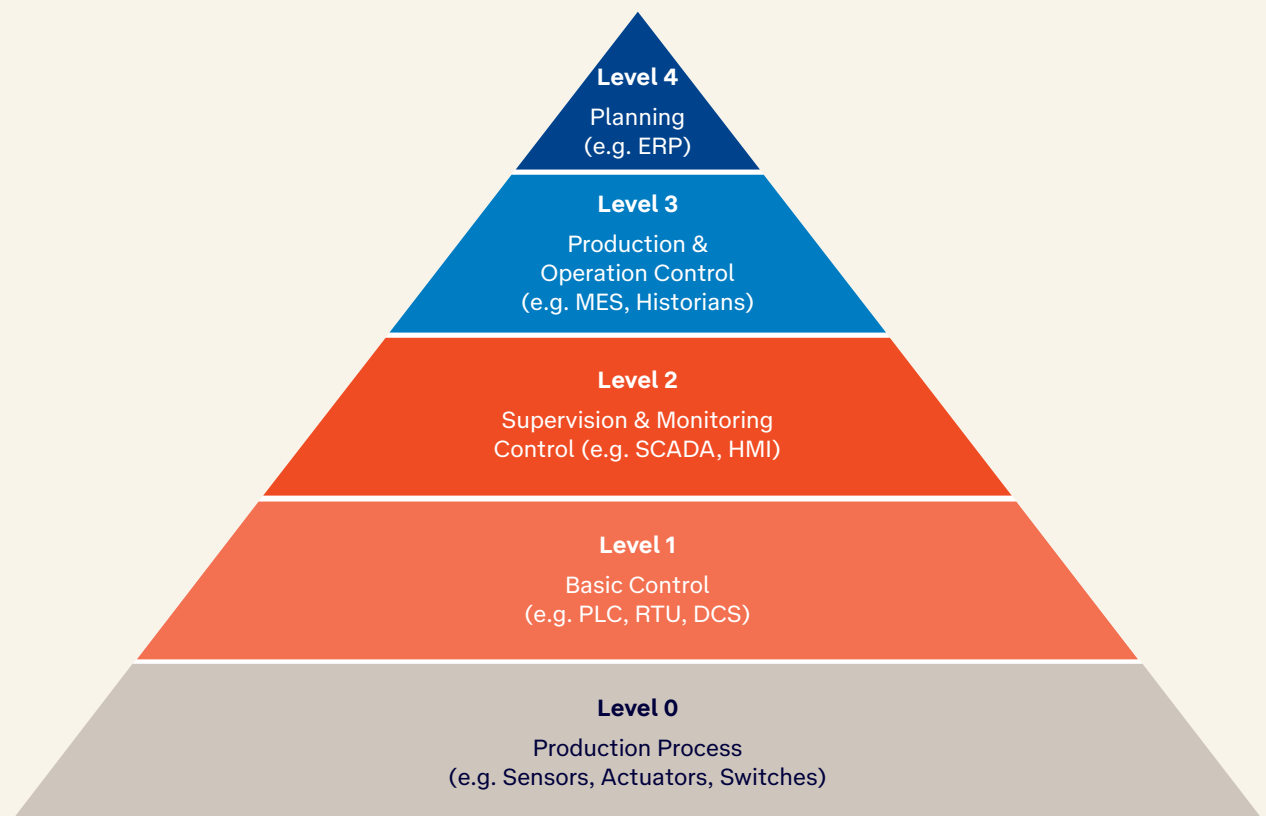 Level 4
Planning
(e.g. ERP)
Level 3
Production &
Operation Control
(e.g. MES, Historians)
Level 2
Supervision & Monitoring
Control (e.g. SCADA, HMI)
Level 1
Basic Control
(e.g. PLC, RTU, DCS)
Level 0
Production Process
(e.g. Sensors, Actuators, Switches)